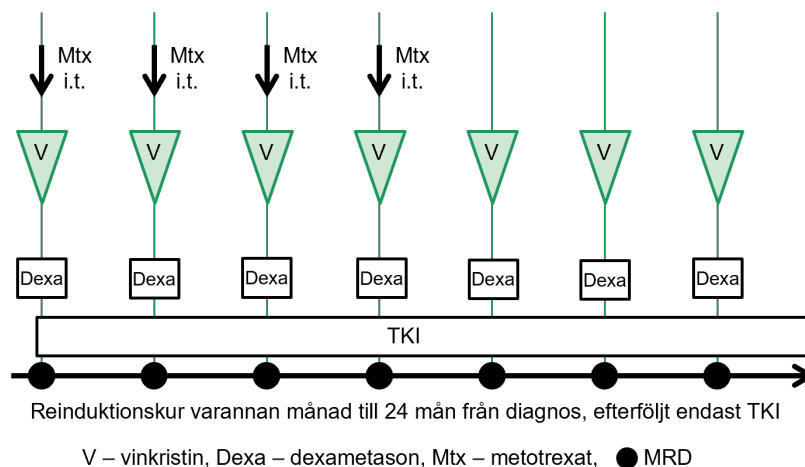 Mtx Mtx Mtx Mtx
i.t. i.t. i.t. i.t.
V V V V V V V
Dexa Dexa Dexa Dexa Dexa Dexa Dexa
TKI
Reinduktionskur varannan månad till 24 mån från diagnos, efterföljt endast TKI
V – vinkristin, Dexa – dexametason, Mtx – metotrexat, MRD